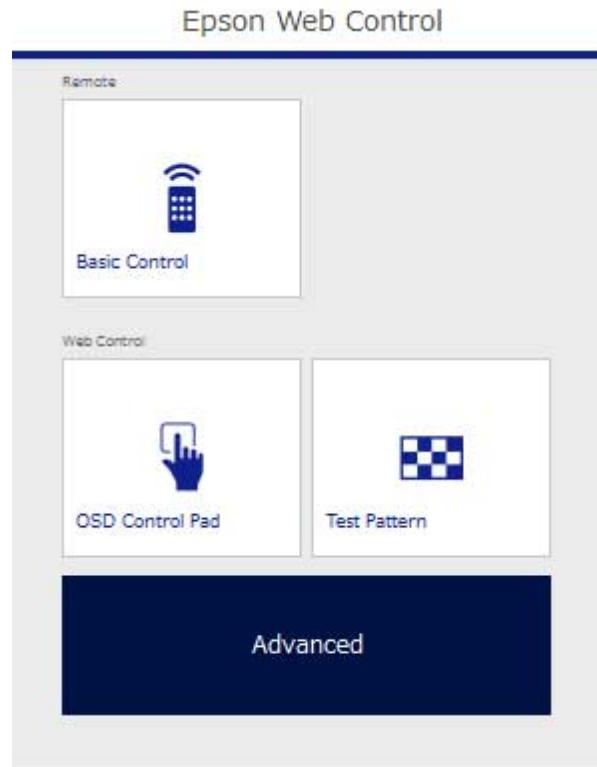 Epson Web Control
Remote
Basic Control
Web Control
OSD Control Pad
Test Pattern
Advanced